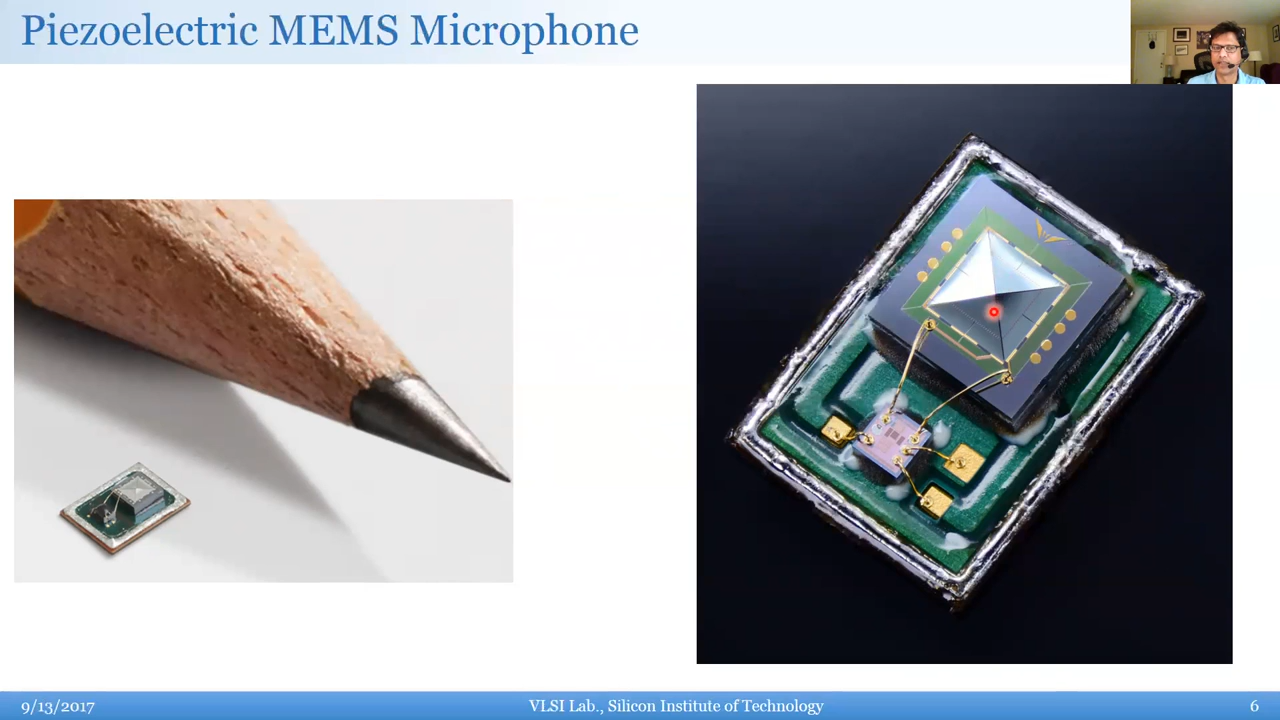 Piezoelectric MEMS Microphone
9/13/2017
VLSI Lab., Silicon Institute of Technology
6